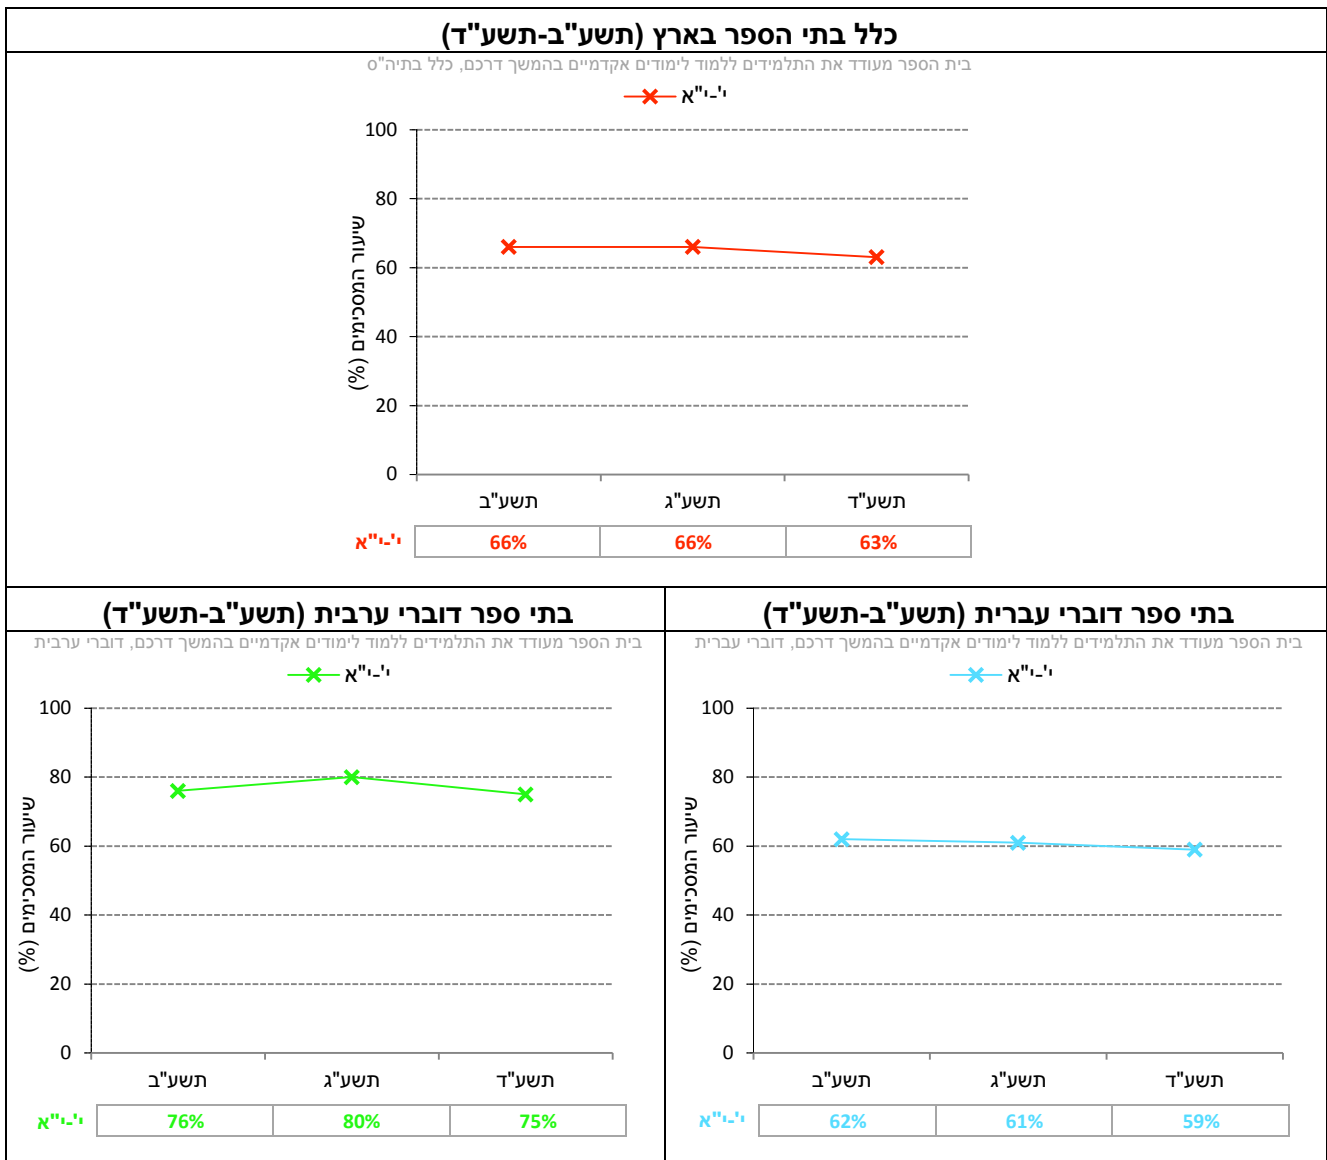 כלל בתי הספר בארץ (תשע"ב-תשע"ד)
בית הספר מעודד את התלמידים ללמוד לימודים אקדמיים בהמשך דרכם, כלל בתיה"ס
י'-י"א
שיעור המסכימים (%)
100
80
60
40
20
0
תשע"ב תשע"ג תשע"ד
י'-י"א 66% 66% 63%
בתי ספר דוברי עברית (תשע"ב-תשע"ד)
בית הספר מעודד את התלמידים ללמוד לימודים אקדמיים בהמשך דרכם, דוברי עברית
י'-י"א
שיעור המסכימים (%)
100
80
60
40
20
0
תשע"ב תשע"ג תשע"ד
י'-י"א 62% 61% 59%
בתי ספר דוברי ערבית (תשע"ב-תשע"ד)
בית הספר מעודד את התלמידים ללמוד לימודים אקדמיים בהמשך דרכם, דוברי ערבית
י'-י"א
שיעור המסכימים (%)
100
80
60
40
20
0
תשע"ב תשע"ג תשע"ד
י'-י"א 76% 80% 75%